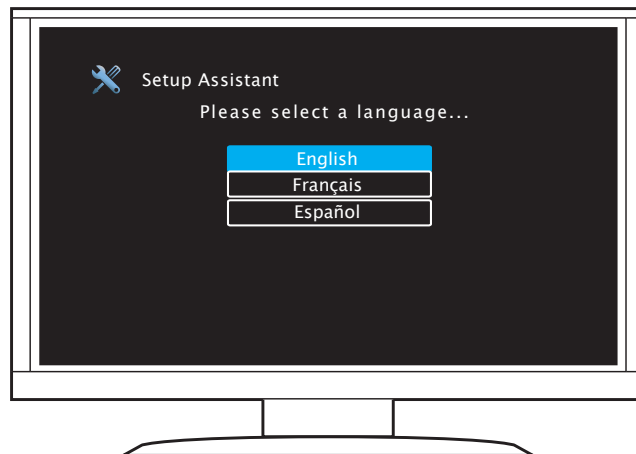 Setup Assistant
Please select a language...
English
Français
Español